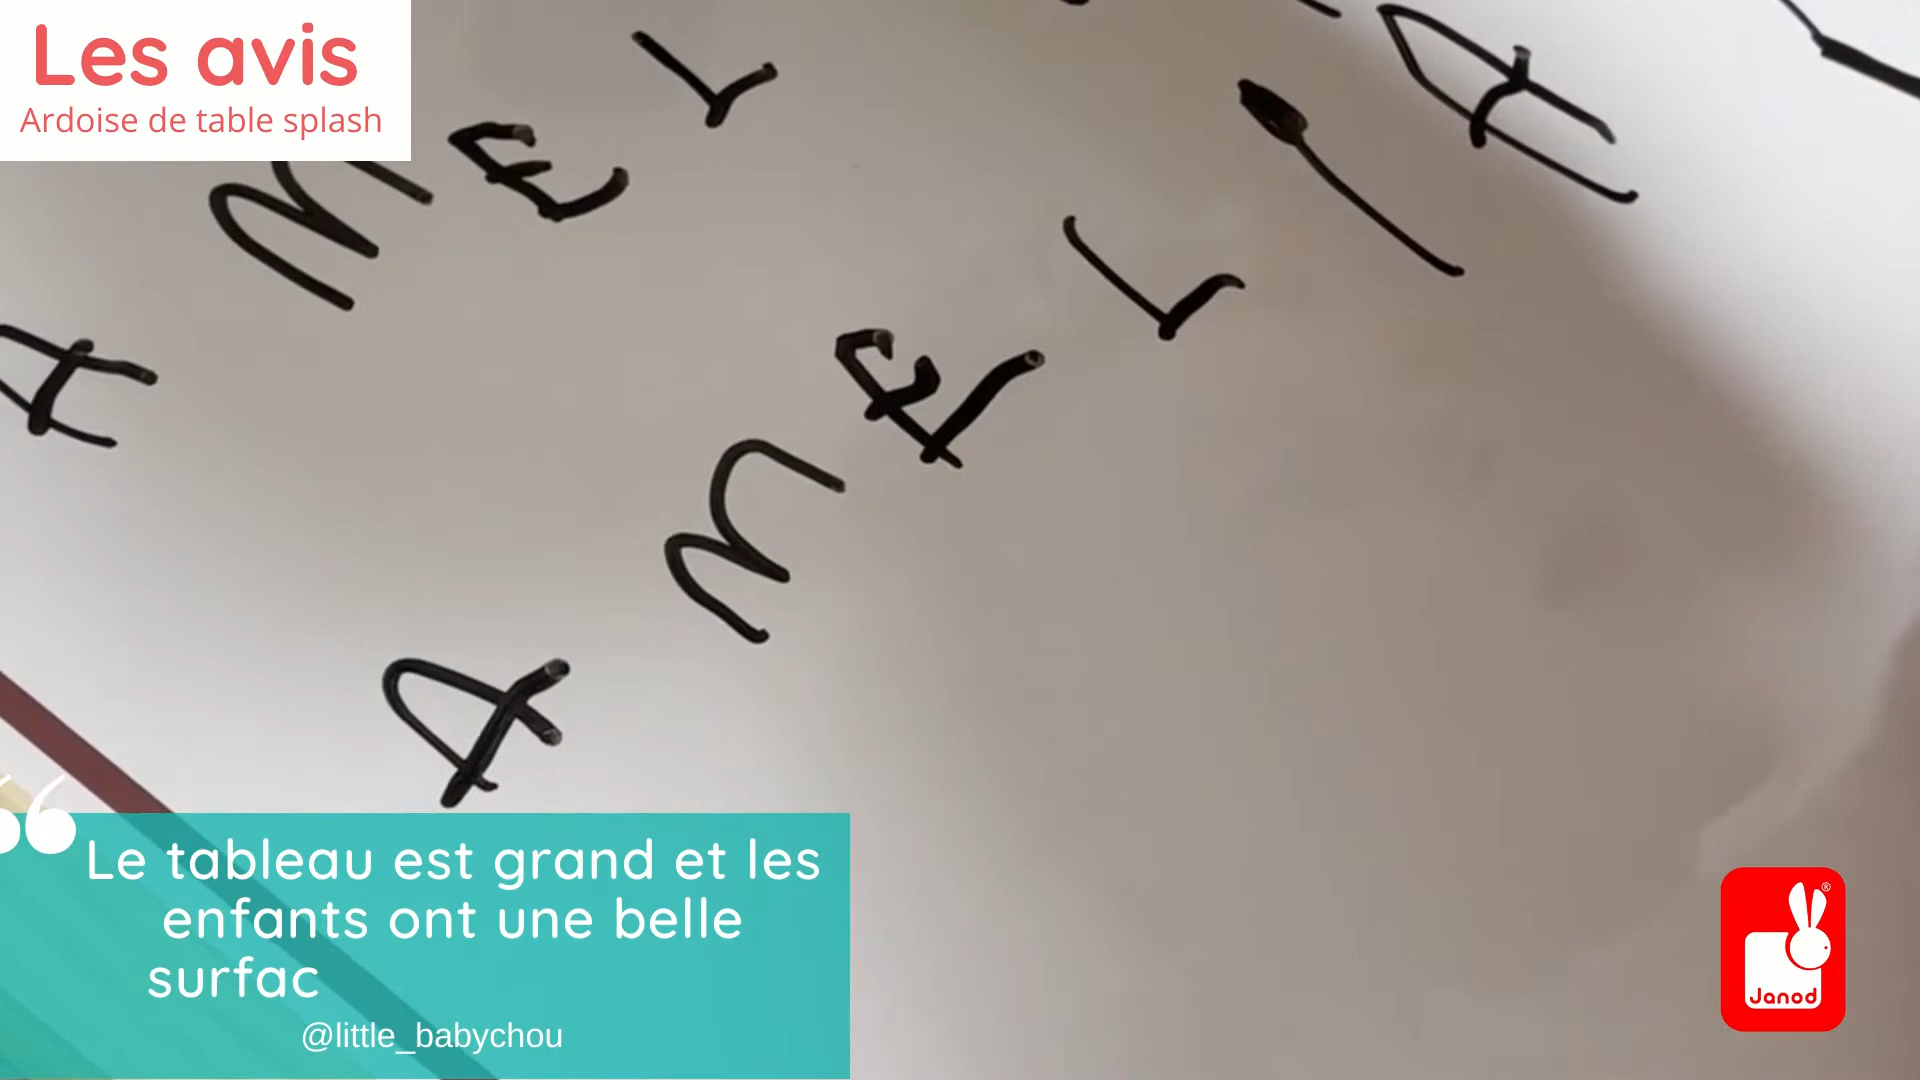 Les avis
Ardoise de table splash
A M E L
A M E L I A
Le tableau est grand et les
enfants ont une belle
surfac
@little_babychou
Janod